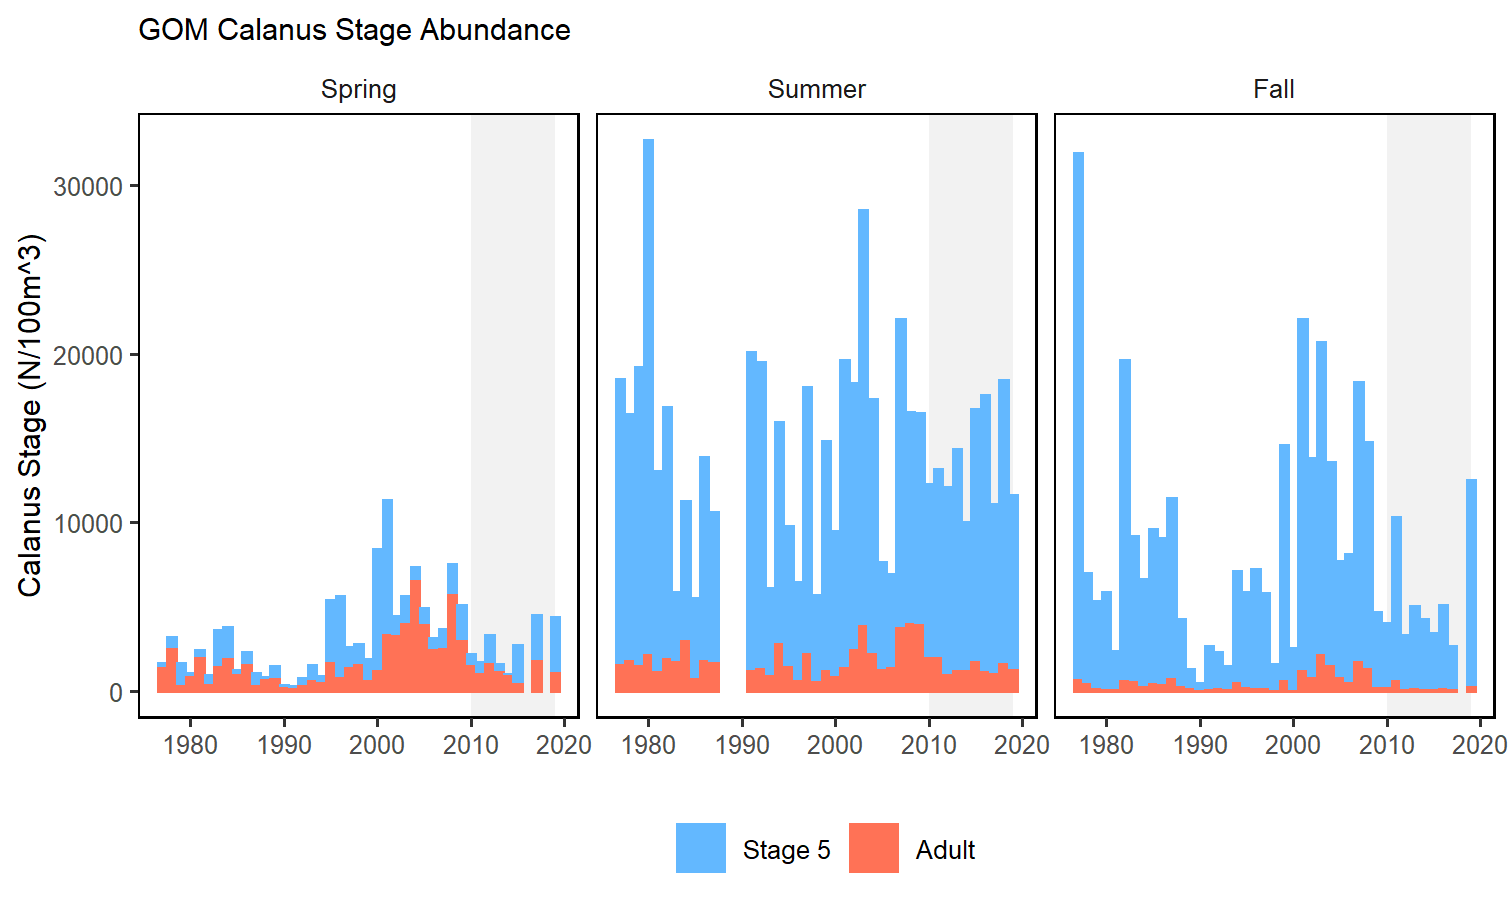 GOM Calanus Stage Abundance
Spring
Summer
Fall
Calanus Stage (N/100m^3)
30000
20000
10000
0
1980 1990 2000 2010 2020
1980 1990 2000 2010 2020
1980 1990 2000 2010 2020
Stage 5
Adult